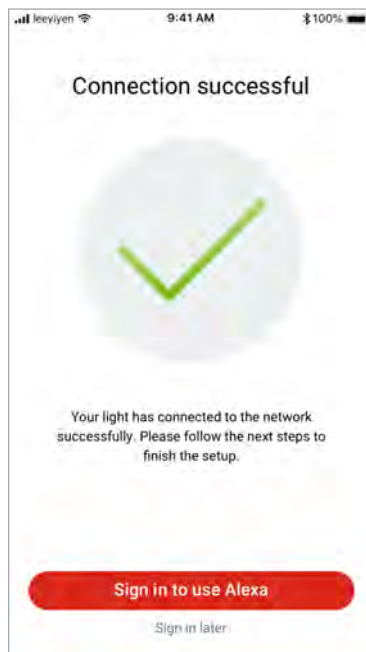 leeviyen 9:41 AM 100%
Connection successful
Your light has connected to the network
successfully. Please follow the next steps to
finish the setup.
Sign in to use Alexa
Sign in later